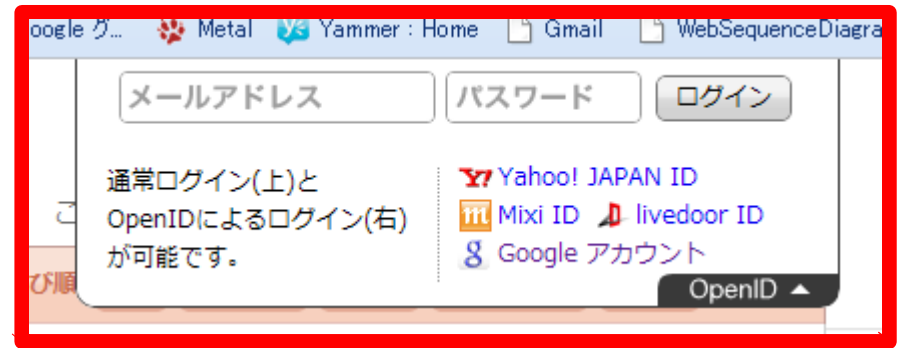 oogle グ... Metal Yammer : Home Gmail WebSequenceDiagra
メールアドレス パスワード ログイン
通常ログイン(上)と
OpenIDによるログイン(右)
が可能です。
Yahoo! JAPAN ID
Mixi ID livedoor ID
Google アカウント
こ
び順
OpenID